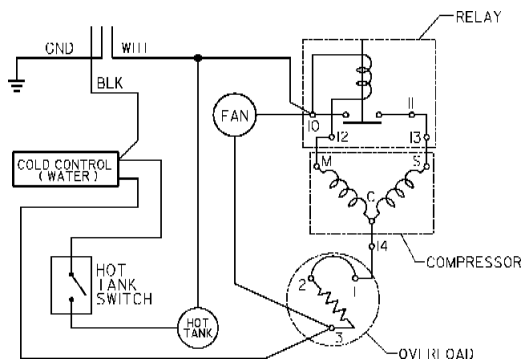 RELAY
GND
WHT
BLK
FAN
10
11
12
13
COLD CONTROL
(WATER)
M
S
C
14
COMPRESSOR
HOT
TANK
SWITCH
HOT
TANK
2
1
3
OVERLOAD